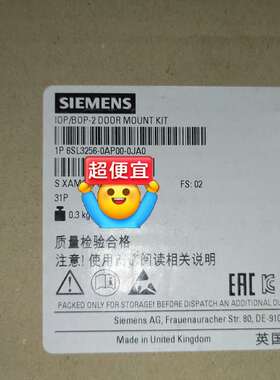 SIEMENS
IOP/BOP-2 DOOR MOUNT KIT
1P 6SL3256-0AP00-0JA0
超便宜
S XAM
FS: 02
31P
0.3 kg
质量检验合格
注意! 使用前请阅读相关说明
EAC
PACKED ONLY FOR STORAGE! BEFORE DISPATCH AN ADDITIONAL OU
Siemens AG, Frauenauracher Str. 80, DE-910
Made in United Kingdom
英国